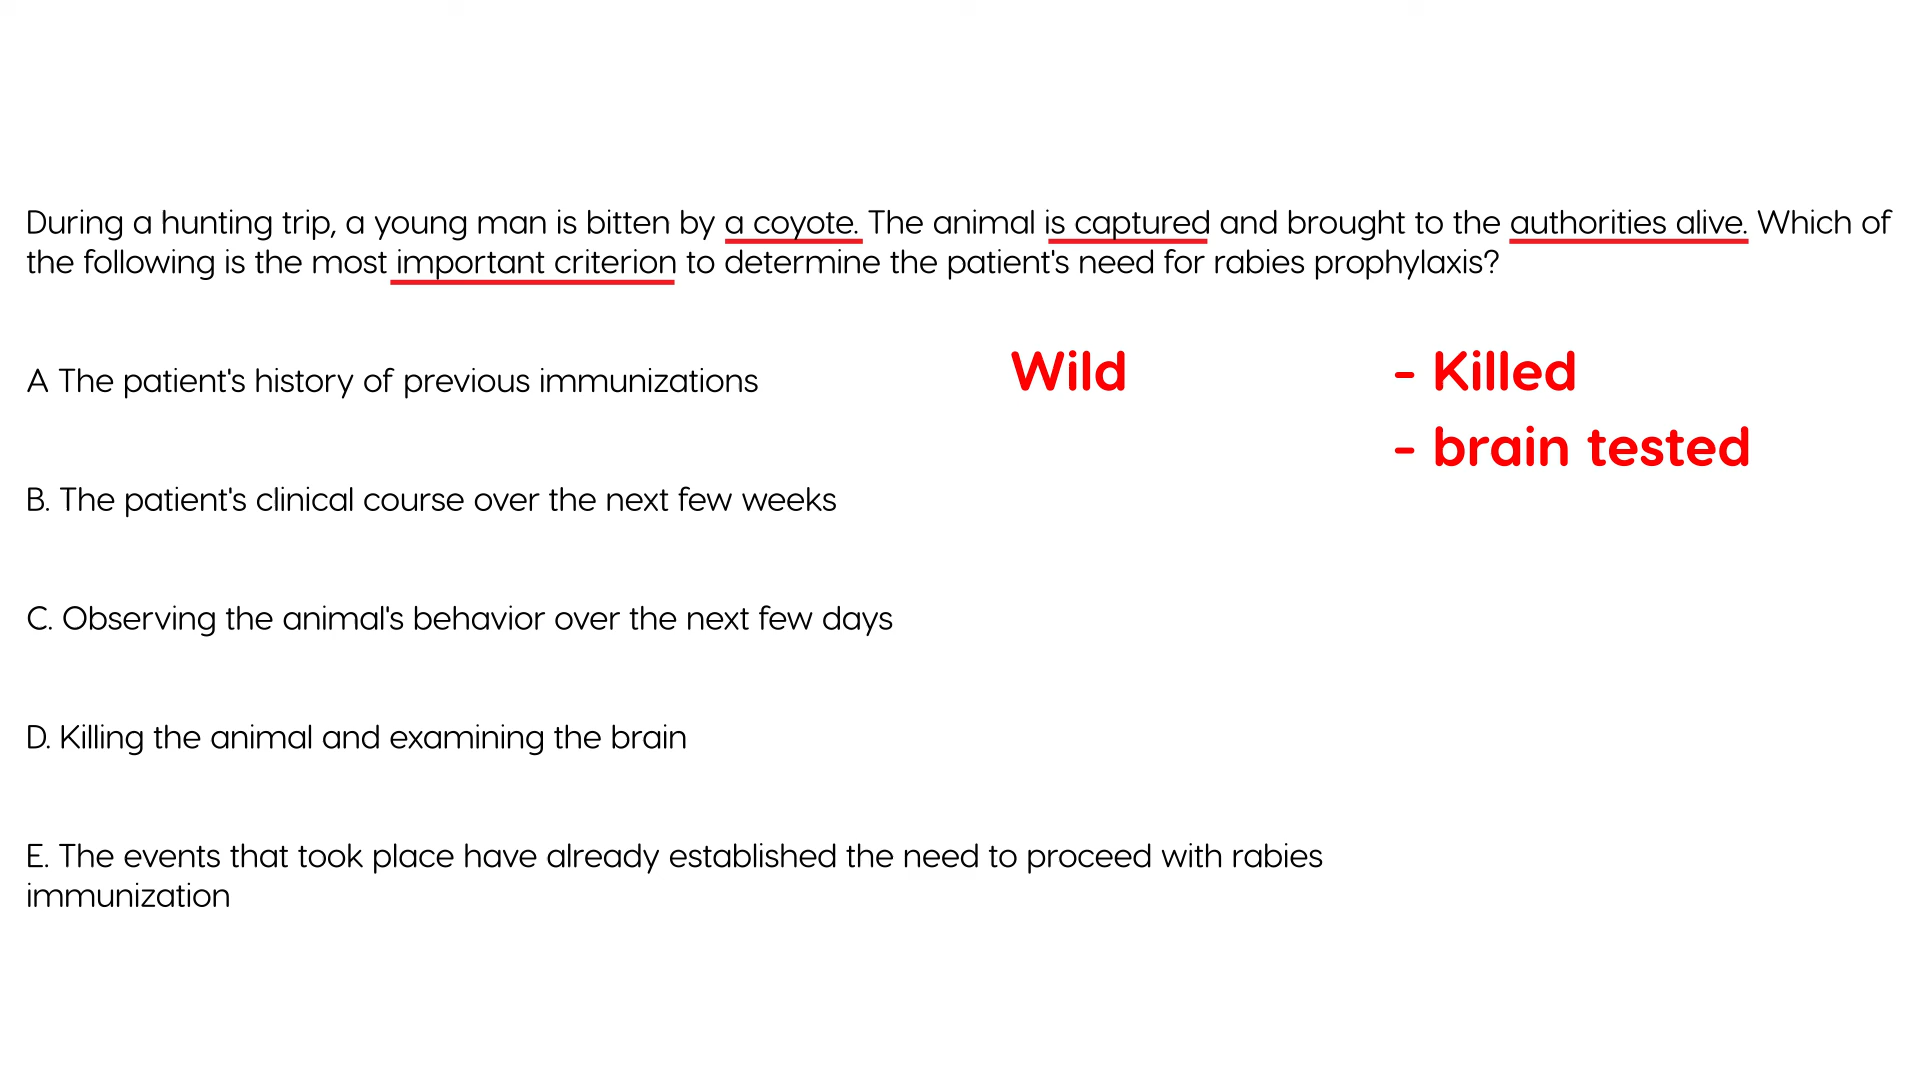 During a hunting trip, a young man is bitten by a coyote. The animal is captured and brought to the authorities alive. Which of
the following is the most important criterion to determine the patient's need for rabies prophylaxis?
A The patient's history of previous immunizations
Wild
- Killed
- brain tested
B. The patient's clinical course over the next few weeks
C. Observing the animal's behavior over the next few days
D. Killing the animal and examining the brain
E. The events that took place have already established the need to proceed with rabies
immunization